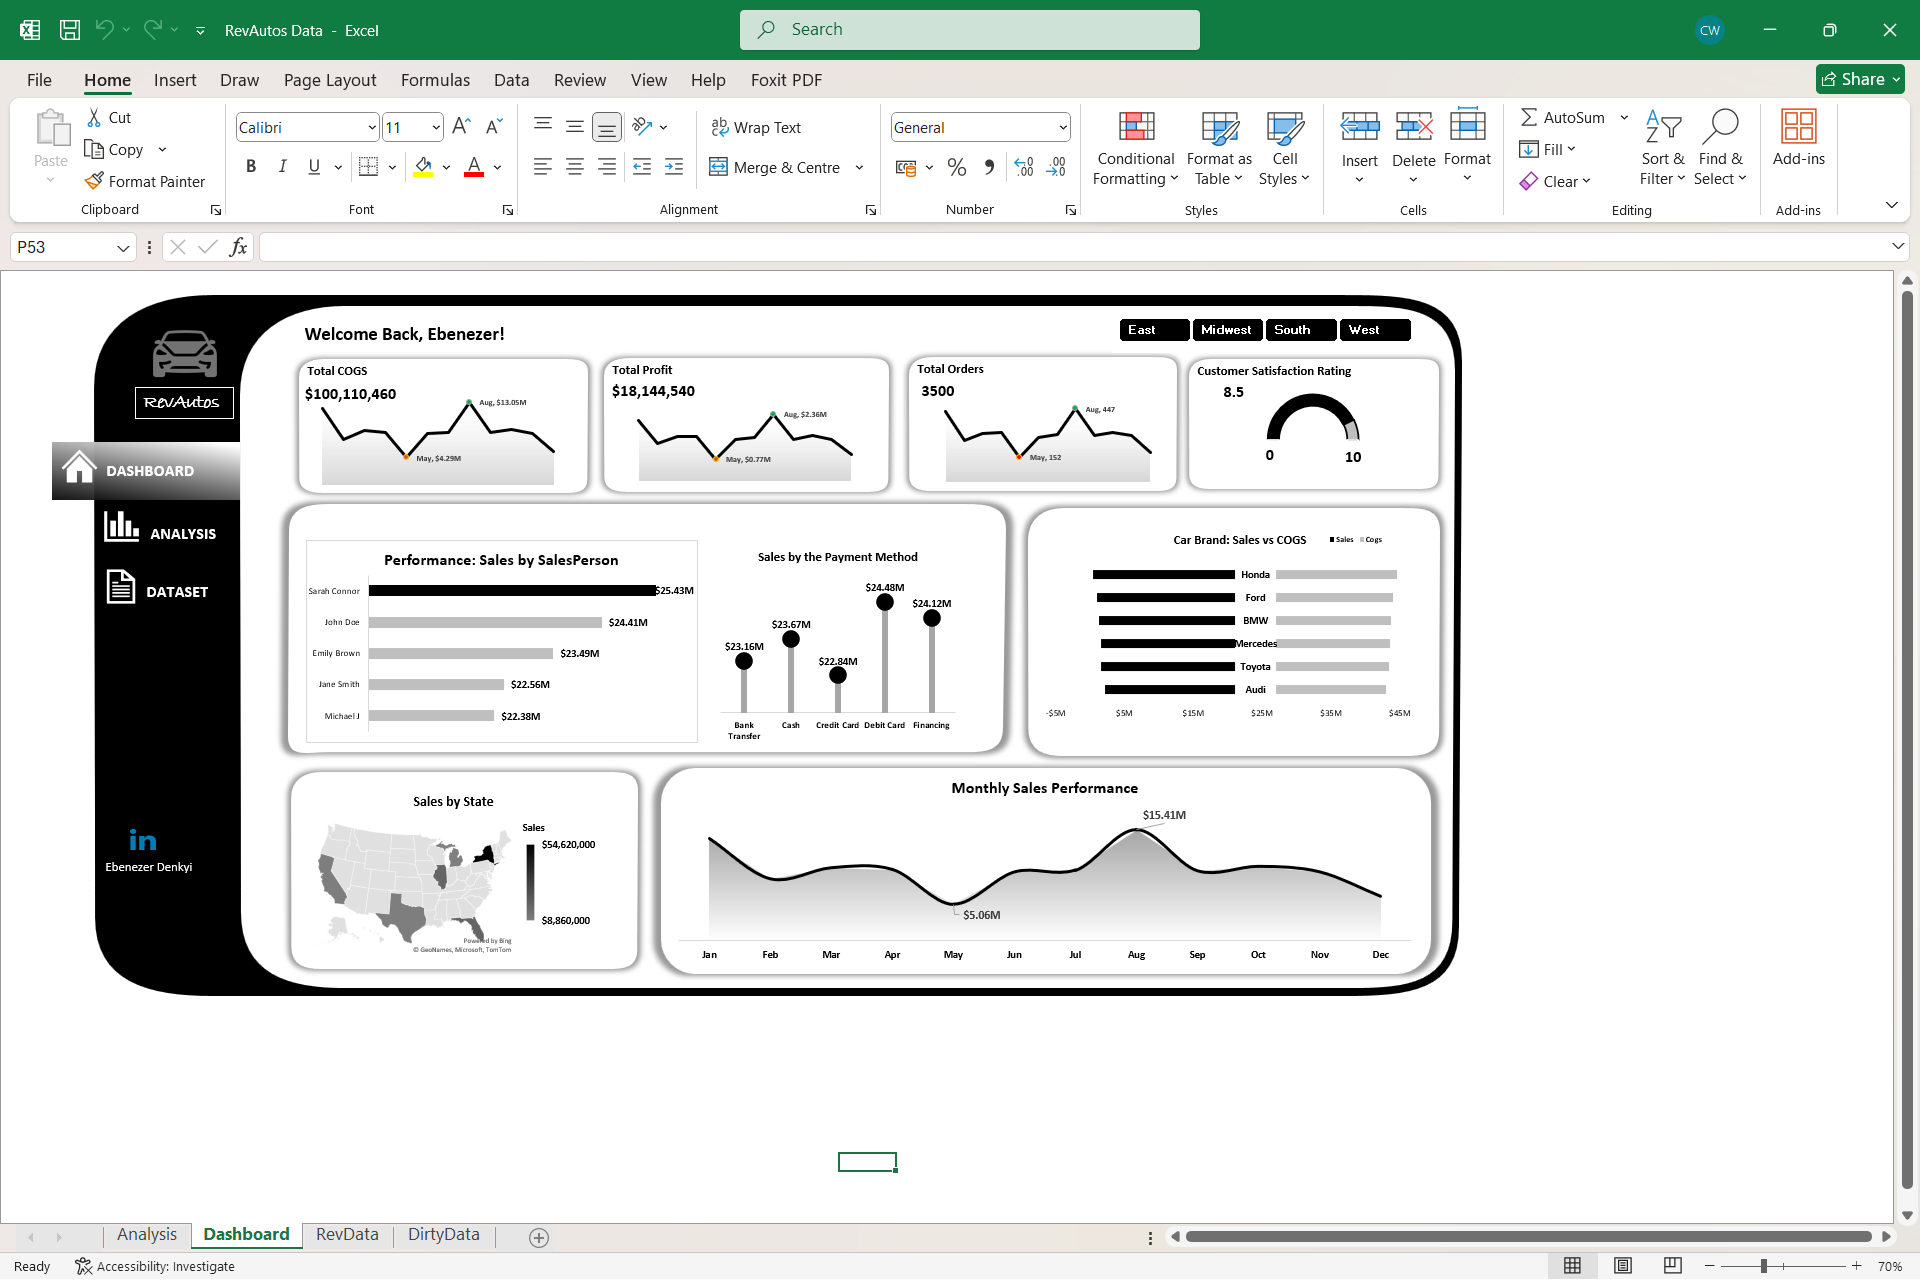 RevAutos Data - Excel
Search
CW
File Home Insert Draw Page Layout Formulas Data Review View Help Foxit PDF
Share
Paste
Cut
Copy
Format Painter
Clipboard
Calibri 11
B I U
Font
Wrap Text
Merge & Centre
Alignment
General
Number
Conditional Formatting
Format as Table
Cell Styles
Styles
Insert
Delete
Format
Cells
AutoSum
Fill
Clear
Sort & Filter
Find & Select
Editing
Add-ins
Add-ins
P53
fx
RevAutos
DASHBOARD
ANALYSIS
DATASET
in
Ebenezer Denkyi
Welcome Back, Ebenezer!
East Midwest South West
Total COGS
$100,110,460
Aug, $13.05M
May, $4.29M
Total Profit
$18,144,540
Aug, $2.36M
May, $0.77M
Total Orders
3500
Aug, 447
May, 152
Customer Satisfaction Rating
8.5
0 10
Performance: Sales by SalesPerson
Sarah Connor $25.43M
John Doe $24.41M
Emily Brown $23.49M
Jane Smith $22.56M
Michael J $22.38M
Sales by the Payment Method
$23.16M $23.67M $22.84M $24.48M $24.12M
Bank Transfer Cash Credit Card Debit Card Financing
Car Brand: Sales vs COGS
Sales Cogs
Honda
Ford
BMW
Mercedes
Toyota
Audi
-$5M $5M $15M $25M $35M $45M
Sales by State
Sales
$54,620,000
$8,860,000
Powered by Bing
© GeoNames, Microsoft, TomTom
Monthly Sales Performance
$15.41M
$5.06M
Jan Feb Mar Apr May Jun Jul Aug Sep Oct Nov Dec
Analysis Dashboard RevData DirtyData
Ready Accessibility: Investigate
70%